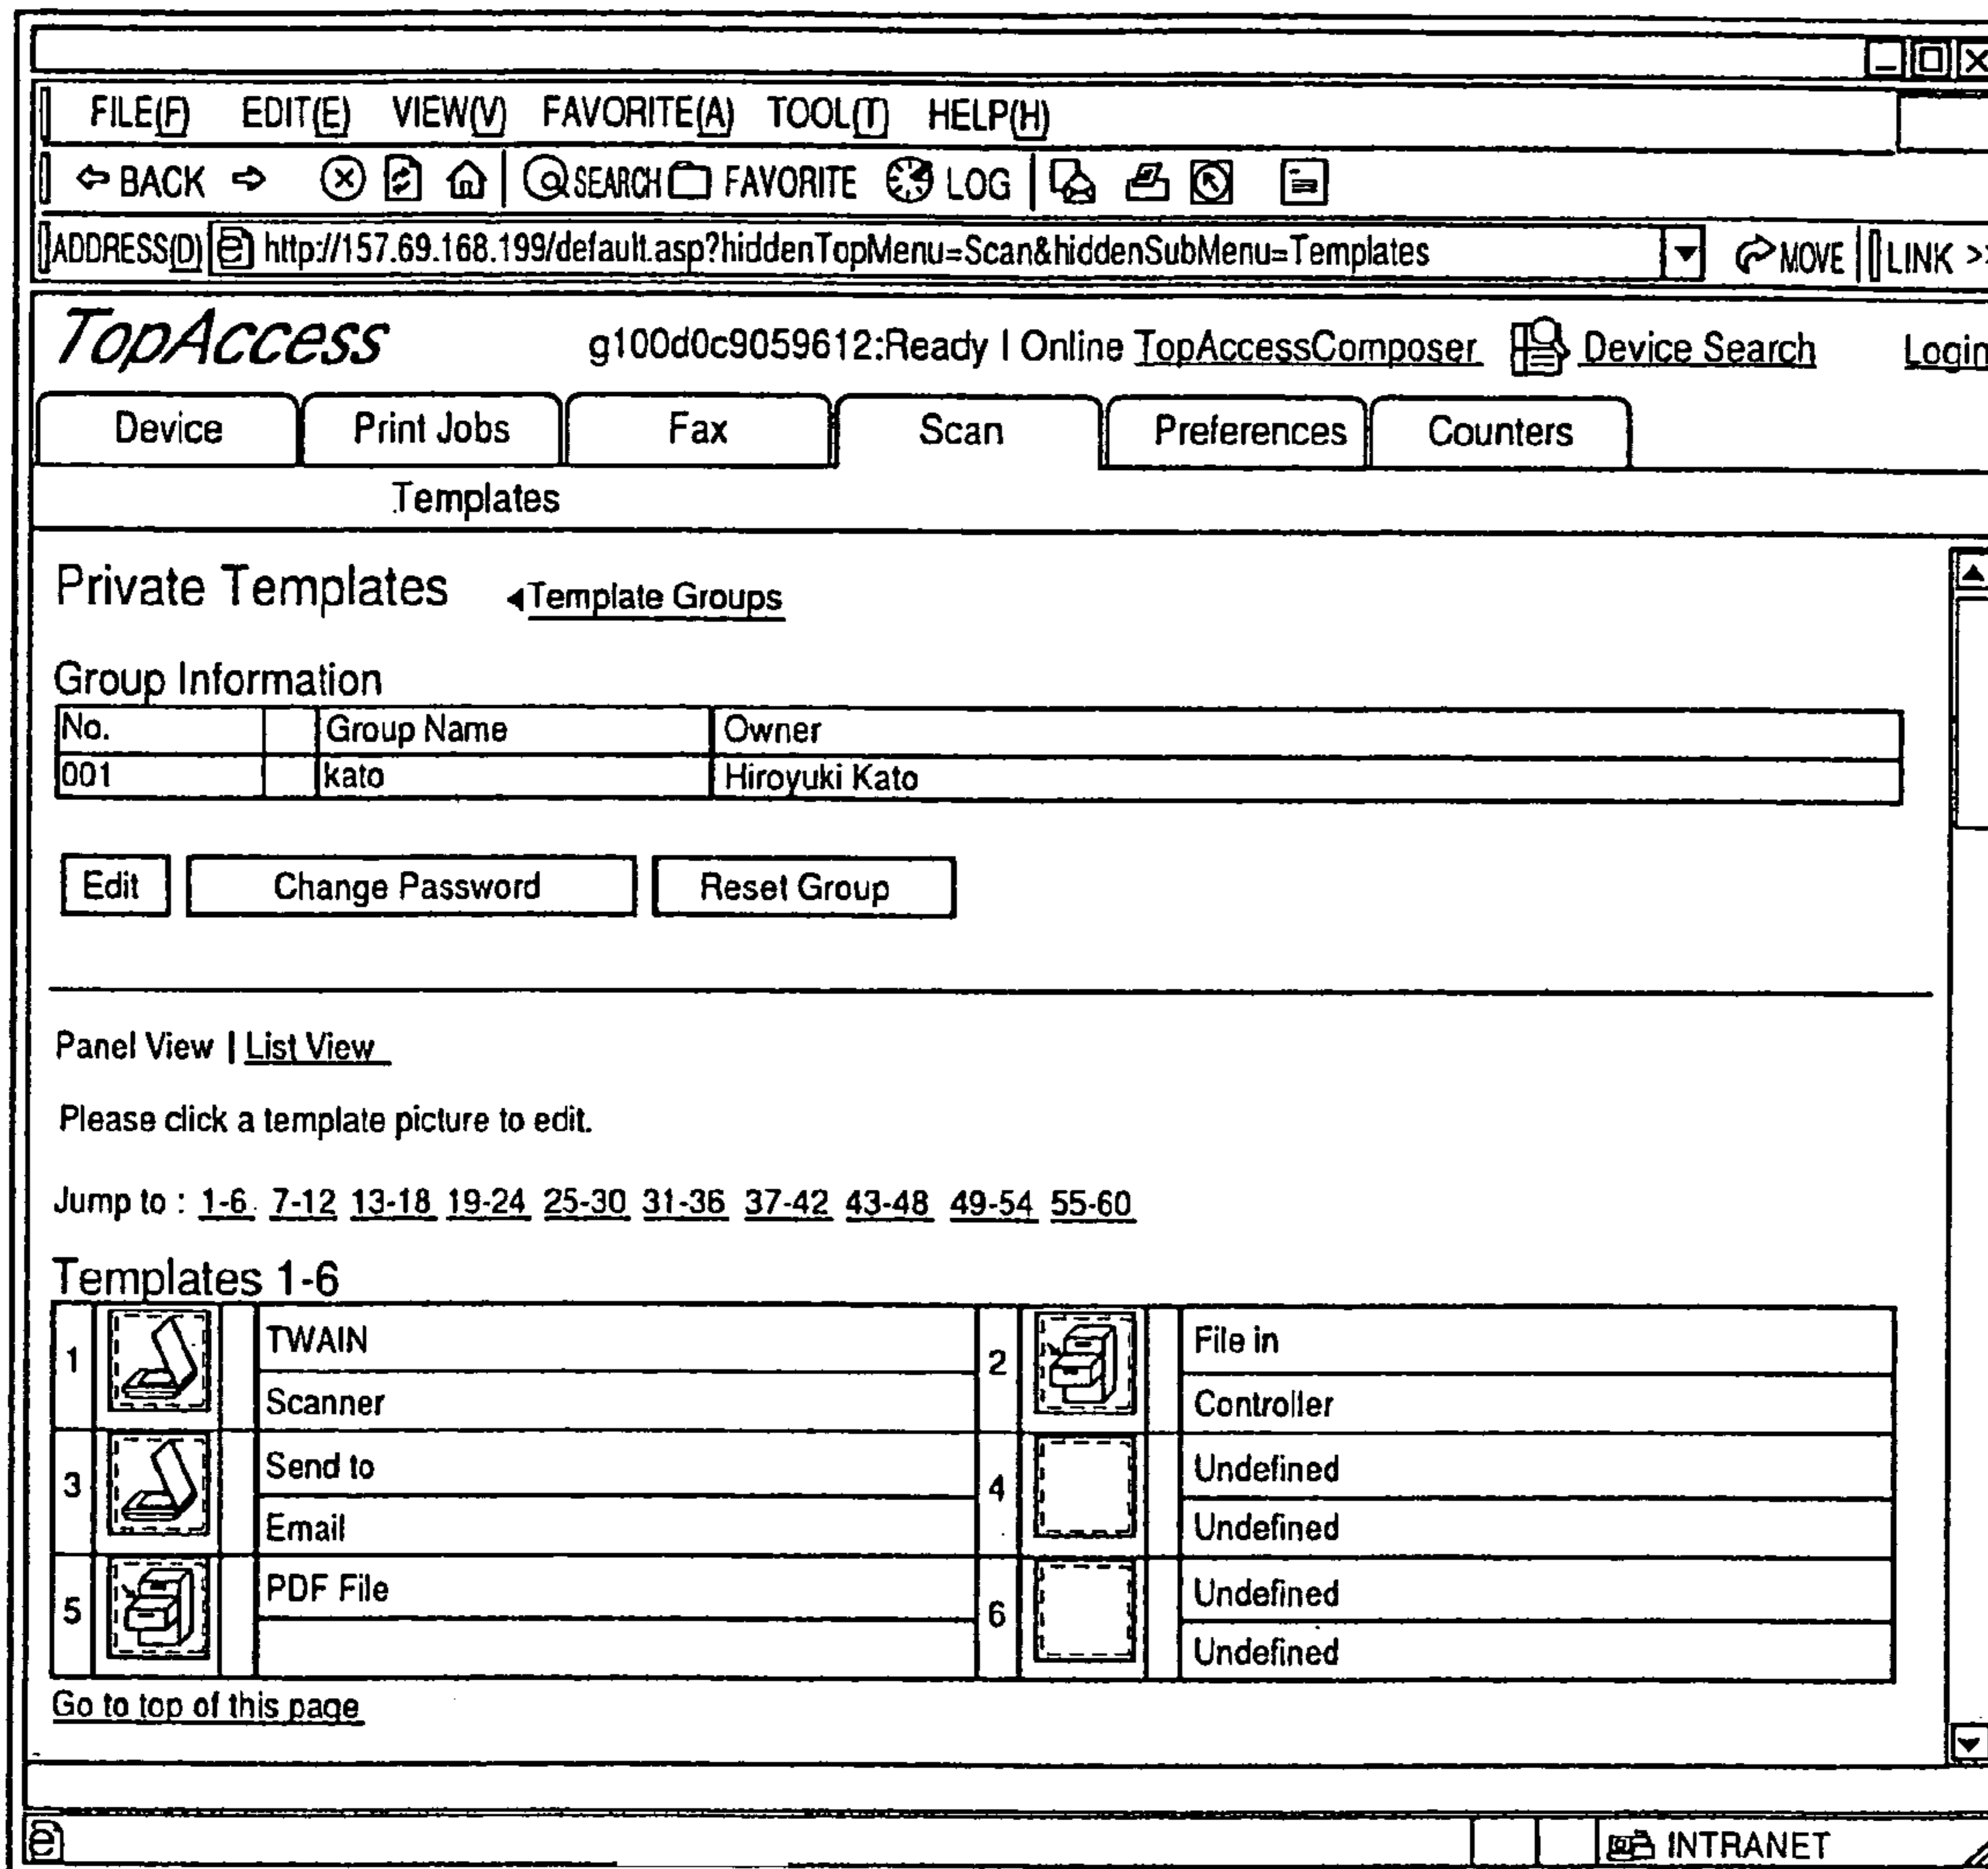 FILE(F) EDIT(E) VIEW(V) FAVORITE(A) TOOL(T) HELP(H)
BACK SEARCH FAVORITE LOG
ADDRESS(D) http://157.69.168.199/default.asp?hiddenTopMenu=Scan&hiddenSubMenu=Templates MOVE LINK >>
TopAccess g100d0c9059612:Ready | Online TopAccessComposer Device Search Login
Device Print Jobs Fax Scan Preferences Counters
Templates
Private Templates Template Groups
Group Information
No. Group Name Owner
001 kato Hiroyuki Kato
Edit Change Password Reset Group
Panel View | List View
Please click a template picture to edit.
Jump to : 1-6 7-12 13-18 19-24 25-30 31-36 37-42 43-48 49-54 55-60
Templates 1-6
1 TWAIN Scanner
2 File in Controller
3 Send to Email
4 Undefined Undefined
5 PDF File
6 Undefined Undefined
Go to top of this page
INTRANET